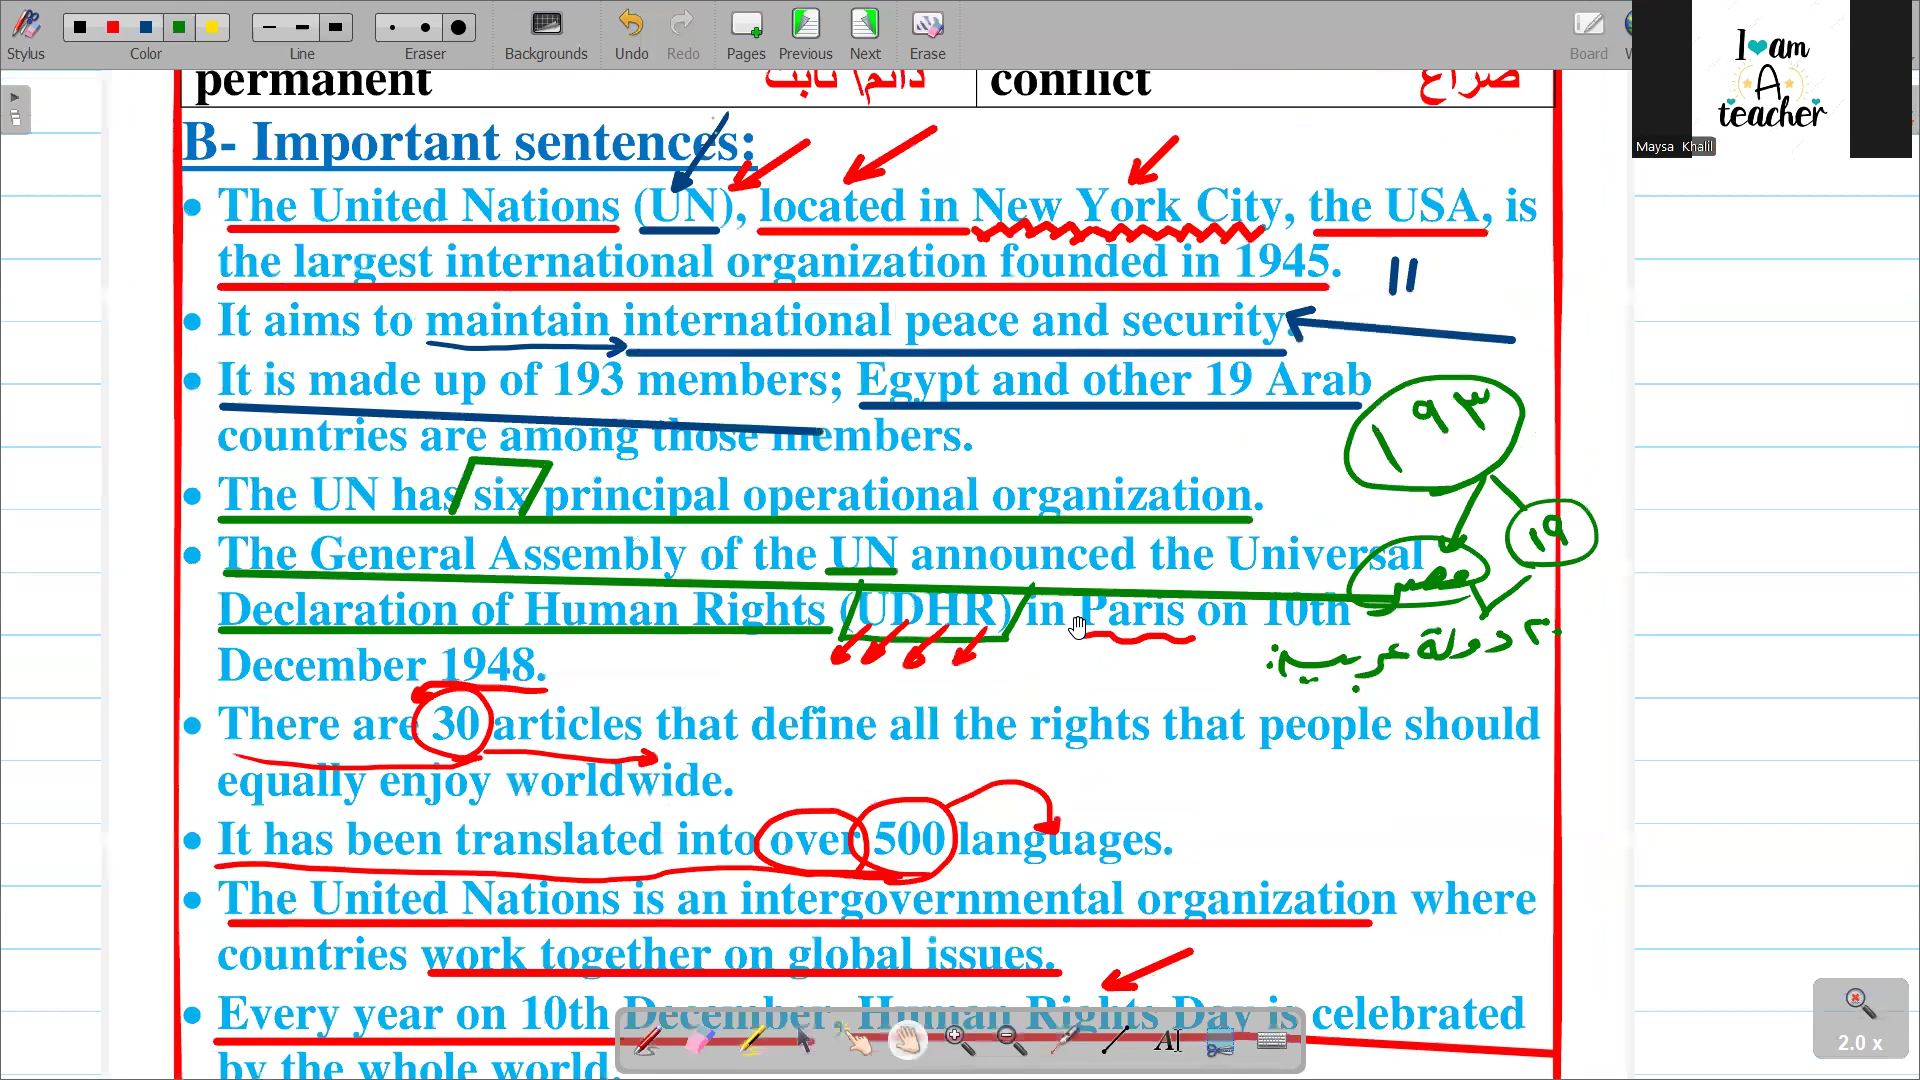 Stylus
Color
Line
Eraser
Backgrounds
Undo
Redo
Pages
Previous
Next
Erase
Board
I am
A
teacher
Maysa Khalil
permanent دائم\ ثابت conflict صراع
B- Important sentences:
• The United Nations (UN), located in New York City, the USA, is
the largest international organization founded in 1945.
• It aims to maintain international peace and security.
• It is made up of 193 members; Egypt and other 19 Arab
countries are among those members.
١٩٣
• The UN has six principal operational organization.
١٩
• The General Assembly of the UN announced the Universal
مصر
Declaration of Human Rights (UDHR) in Paris on 10th
٢٠ دولة عربية
December 1948.
• There are 30 articles that define all the rights that people should
equally enjoy worldwide.
• It has been translated into over 500 languages.
• The United Nations is an intergovernmental organization where
countries work together on global issues.
• Every year on 10th December, Human Rights Day is celebrated
by the whole world.
2.0 x